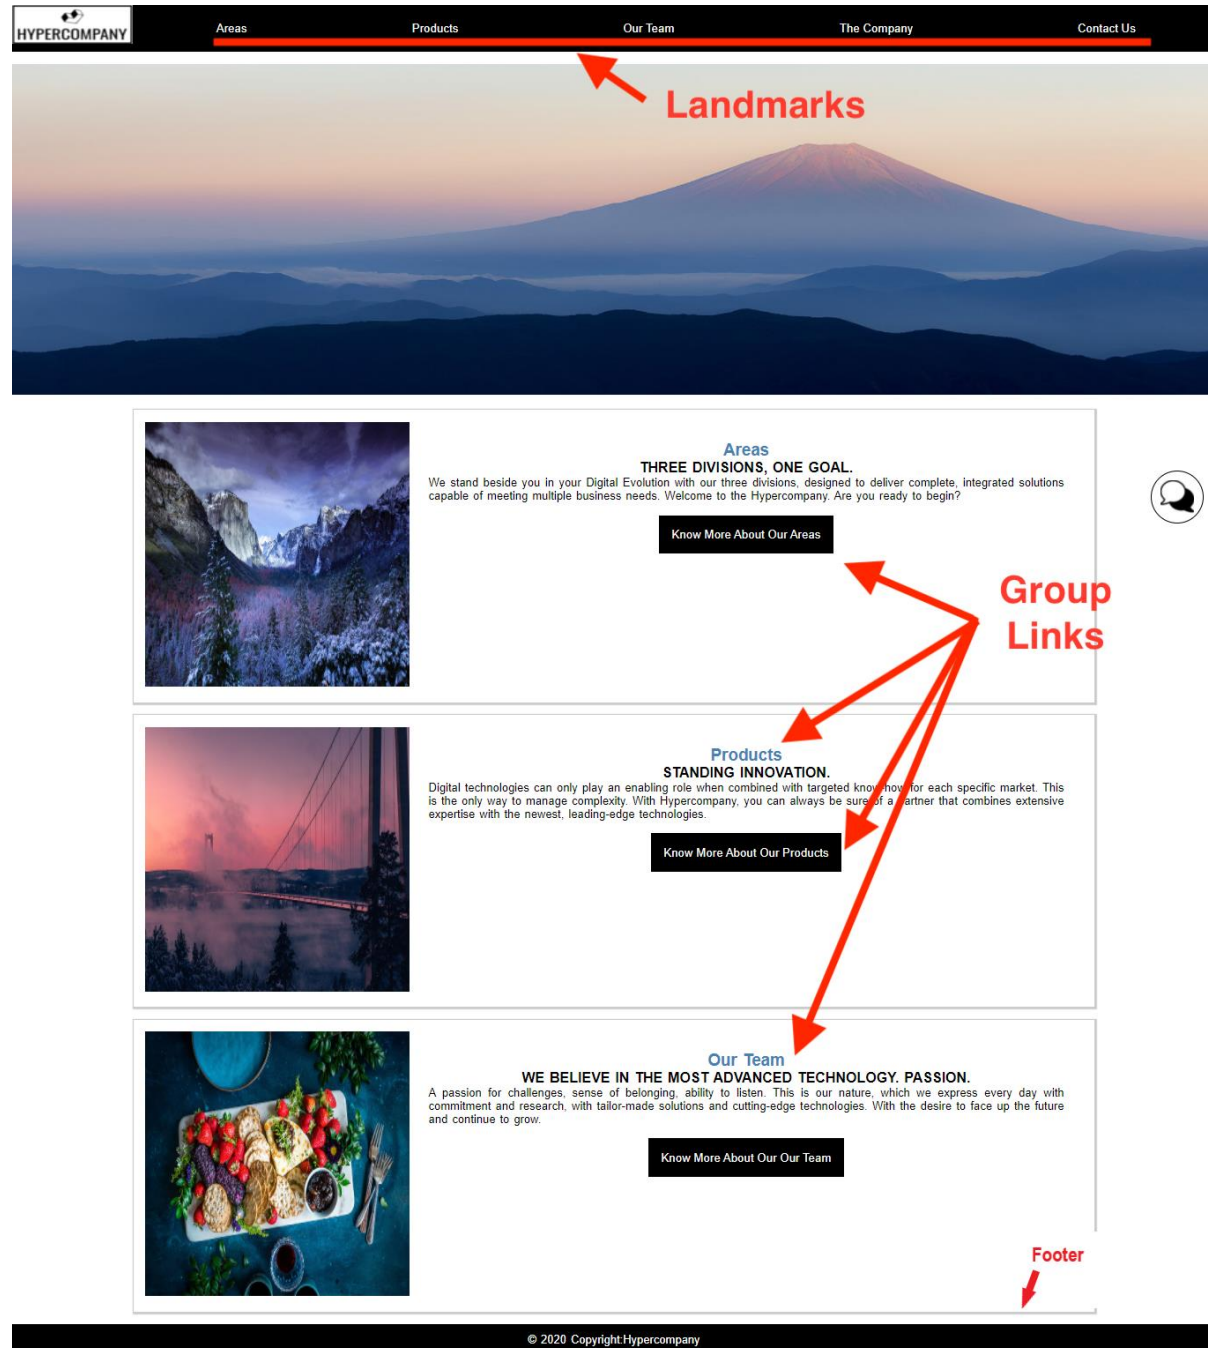 HYPERCOMPANY
Areas Products Our Team The Company Contact Us
Landmarks
Areas
THREE DIVISIONS, ONE GOAL.
We stand beside you in your Digital Evolution with our three divisions, designed to deliver complete, integrated solutions
capable of meeting multiple business needs. Welcome to the Hypercompany. Are you ready to begin?
Know More About Our Areas
Group
Links
Products
STANDING INNOVATION.
Digital technologies can only play an enabling role when combined with targeted know-how for each specific market. This
is the only way to manage complexity. With Hypercompany, you can always be sure of a partner that combines extensive
expertise with the newest, leading-edge technologies.
Know More About Our Products
Our Team
WE BELIEVE IN THE MOST ADVANCED TECHNOLOGY. PASSION.
A passion for challenges, sense of belonging, ability to listen. This is our nature, which we express every day with
commitment and research, with tailor-made solutions and cutting-edge technologies. With the desire to face up the future
and continue to grow.
Know More About Our Our Team
Footer
© 2020 Copyright:Hypercompany